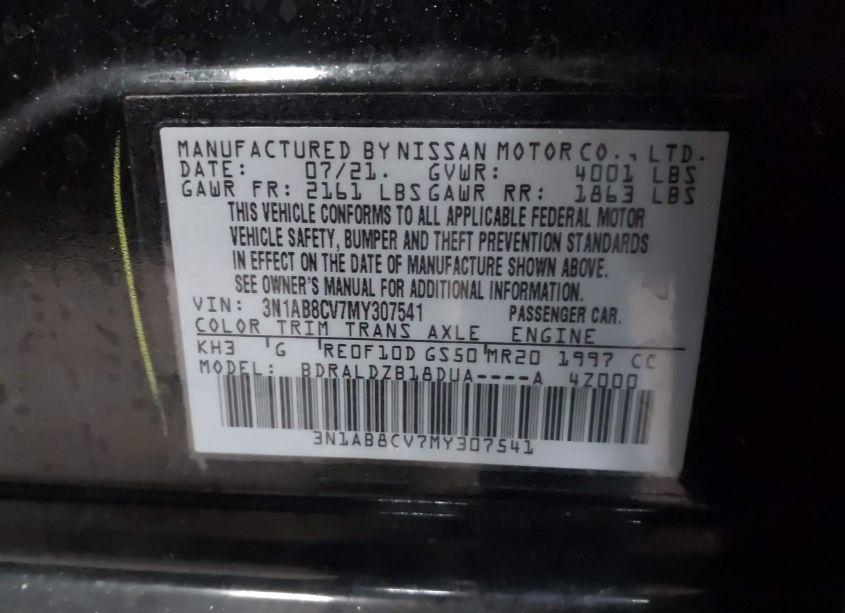 MANUFACTURED BY NISSAN MOTOR CO., LTD.
DATE: 07/21. GVWR: 4001 LBS
GAWR FR: 2161 LBS GAWR RR: 1863 LBS
THIS VEHICLE CONFORMS TO ALL APPLICABLE FEDERAL MOTOR
VEHICLE SAFETY, BUMPER AND THEFT PREVENTION STANDARDS
IN EFFECT ON THE DATE OF MANUFACTURE SHOWN ABOVE.
SEE OWNER'S MANUAL FOR ADDITIONAL INFORMATION.
VIN: 3N1AB8CV7MY307541 PASSENGER CAR.
COLOR TRIM TRANS AXLE ENGINE
KH3 G RE0F10D GS50 MR20 1997 CC
MODEL: BDRALDZB18DUA----A 4Z000
3N1AB8CV7MY307541